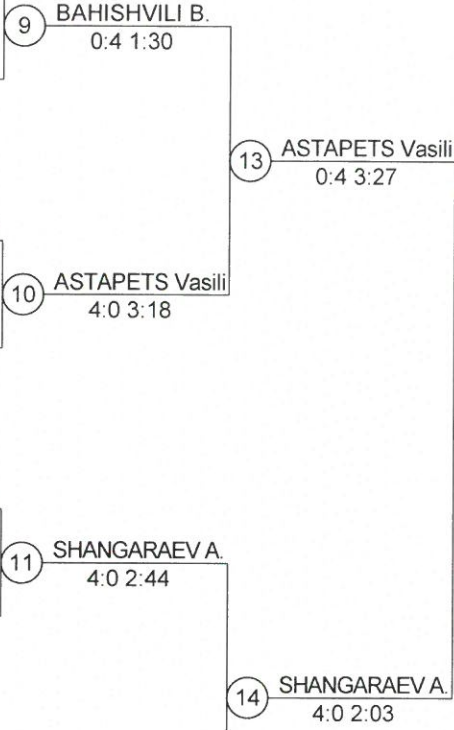 9
BAHISHVILI B.
0:4 1:30
13
ASTAPETS Vasili
0:4 3:27
10
ASTAPETS Vasili
4:0 3:18
11
SHANGARAEV A.
4:0 2:44
14
SHANGARAEV A.
4:0 2:03